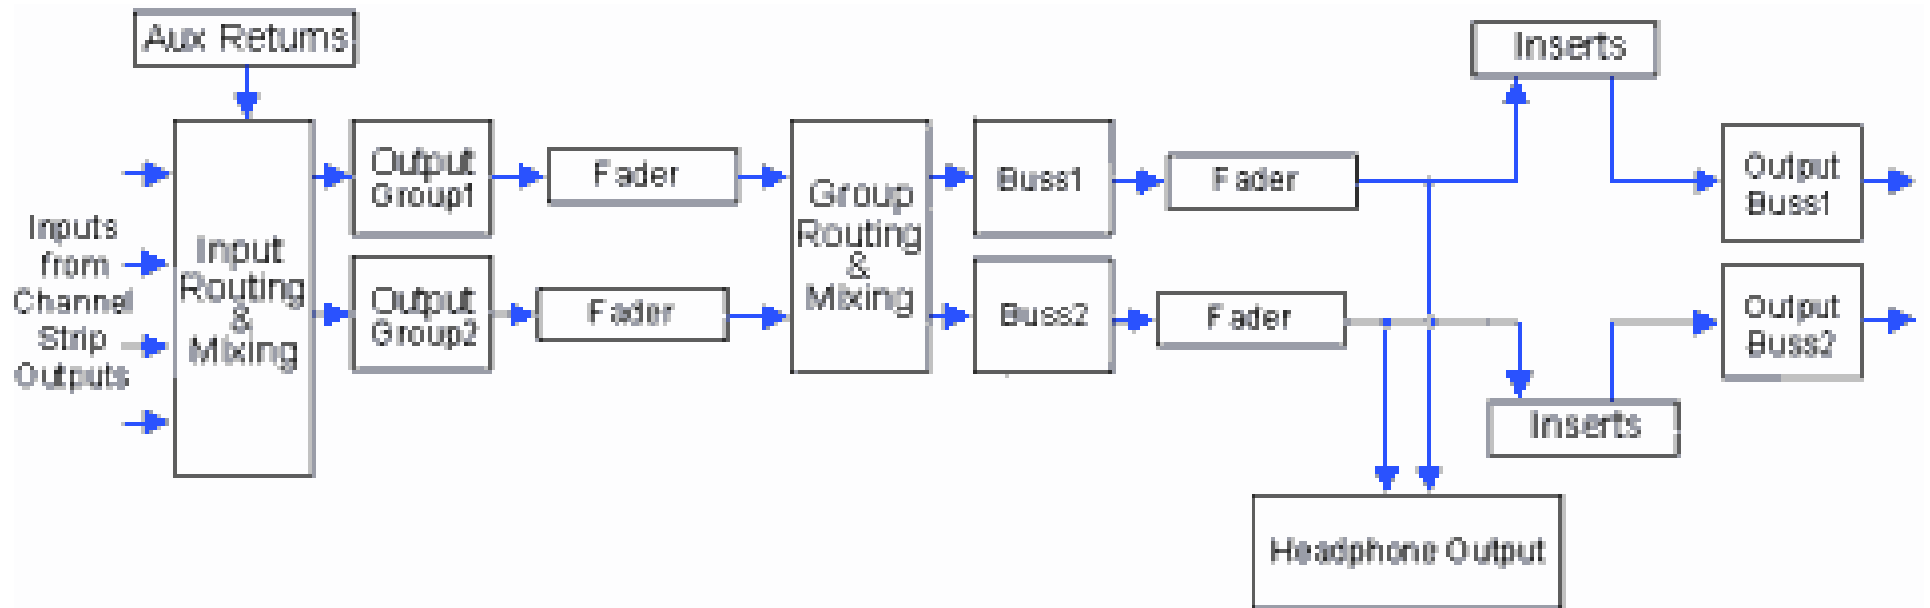 Aux Returns
Inserts
Inputs
from
Channel
Strip
Outputs
Input
Routing
&
Mixing
Output
Group1
Fader
Output
Group2
Fader
Group
Routing
&
Mixing
Buss1
Fader
Buss2
Fader
Output
Buss1
Output
Buss2
Inserts
Headphone Output